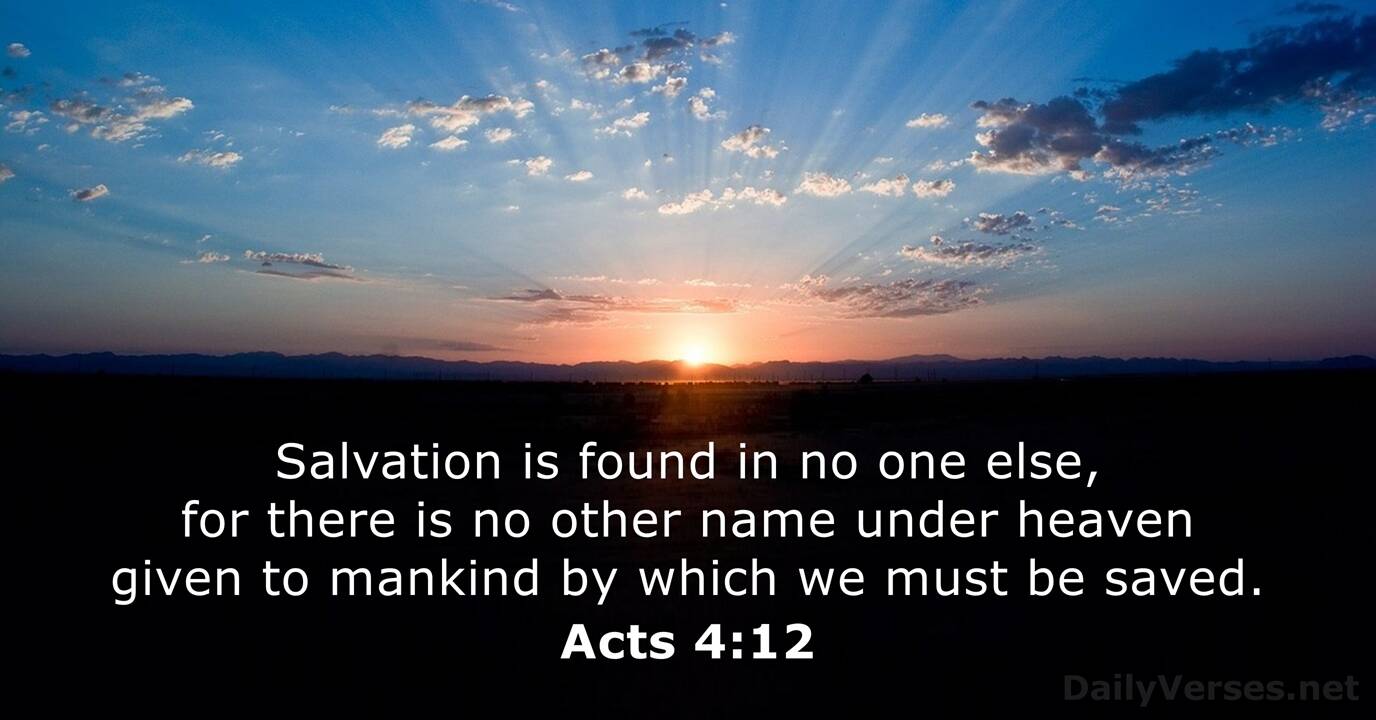 Salvation is found in no one else,
for there is no other name under heaven
given to mankind by which we must be saved.
Acts 4:12
DailyVerses.net